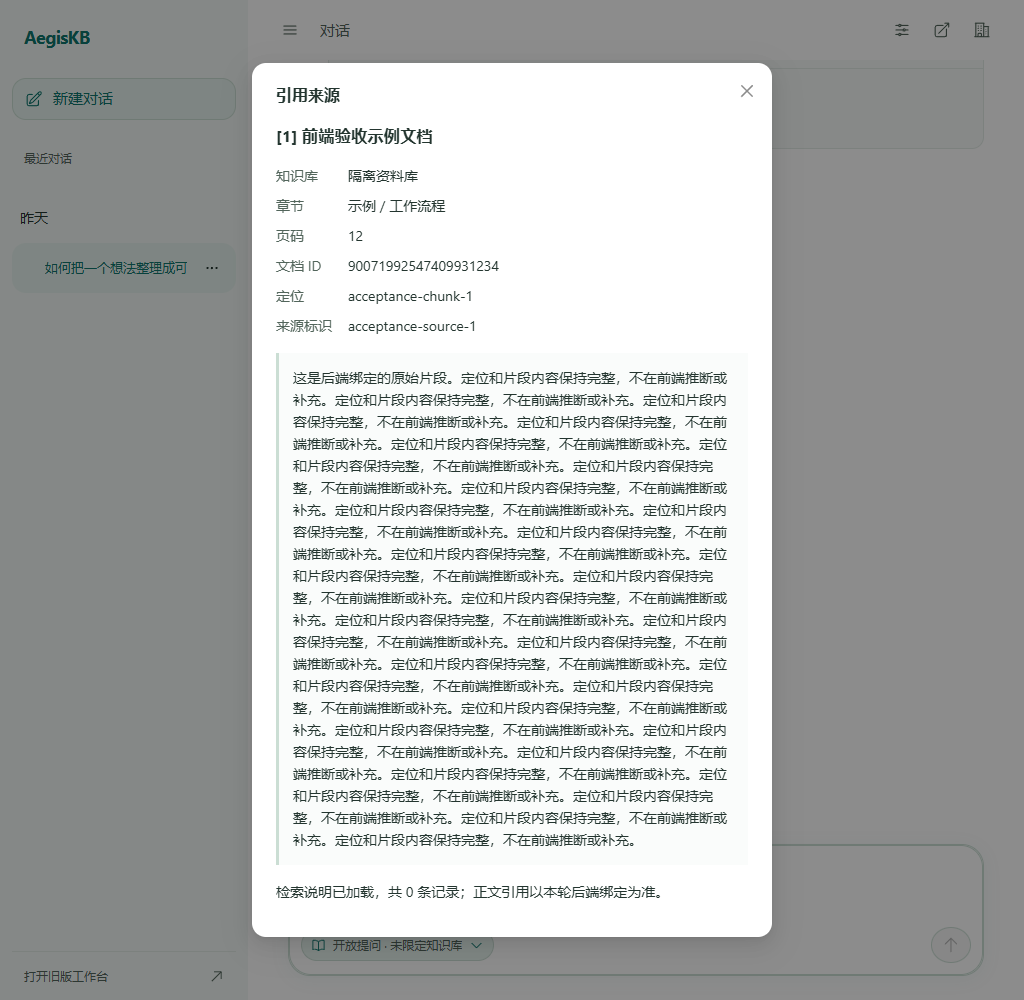 AegisKB
新建对话
最近对话
昨天
如何把一个想法整理成可
...
打开旧版工作台
对话
引用来源
[1] 前端验收示例文档
知识库 隔离资料库
章节 示例 / 工作流程
页码 12
文档 ID 90071992547409931234
定位 acceptance-chunk-1
来源标识 acceptance-source-1
这是后端绑定的原始片段。定位和片段内容保持完整，不在前端推断或
补充。定位和片段内容保持完整，不在前端推断或补充。定位和片段内
容保持完整，不在前端推断或补充。定位和片段内容保持完整，不在前
端推断或补充。定位和片段内容保持完整，不在前端推断或补充。定位
和片段内容保持完整，不在前端推断或补充。定位和片段内容保持完
整，不在前端推断或补充。定位和片段内容保持完整，不在前端推断或
补充。定位和片段内容保持完整，不在前端推断或补充。定位和片段内
容保持完整，不在前端推断或补充。定位和片段内容保持完整，不在前
端推断或补充。定位和片段内容保持完整，不在前端推断或补充。定位
和片段内容保持完整，不在前端推断或补充。定位和片段内容保持完
整，不在前端推断或补充。定位和片段内容保持完整，不在前端推断或
补充。定位和片段内容保持完整，不在前端推断或补充。定位和片段内
容保持完整，不在前端推断或补充。定位和片段内容保持完整，不在前
端推断或补充。定位和片段内容保持完整，不在前端推断或补充。定位
和片段内容保持完整，不在前端推断或补充。定位和片段内容保持完
整，不在前端推断或补充。定位和片段内容保持完整，不在前端推断或
补充。定位和片段内容保持完整，不在前端推断或补充。定位和片段内
容保持完整，不在前端推断或补充。定位和片段内容保持完整，不在前
端推断或补充。定位和片段内容保持完整，不在前端推断或补充。定位
和片段内容保持完整，不在前端推断或补充。定位和片段内容保持完
整，不在前端推断或补充。定位和片段内容保持完整，不在前端推断或
补充。定位和片段内容保持完整，不在前端推断或补充。
检索说明已加载，共 0 条记录；正文引用以本轮后端绑定为准。
开放提问 · 未限定知识库